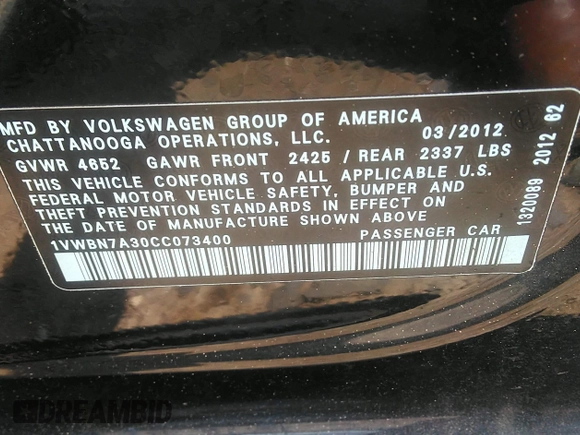 MFD BY VOLKSWAGEN GROUP OF AMERICA
CHATTANOOGA OPERATIONS, LLC. 03/2012
GVWR 4652 GAWR FRONT 2425 / REAR 2337 LBS
THIS VEHICLE CONFORMS TO ALL APPLICABLE U.S.
FEDERAL MOTOR VEHICLE SAFETY, BUMPER AND
THEFT PREVENTION STANDARDS IN EFFECT ON
THE DATE OF MANUFACTURE SHOWN ABOVE
1VWBN7A30CC073400 PASSENGER CAR
1320089 2012 62
DREAMBID